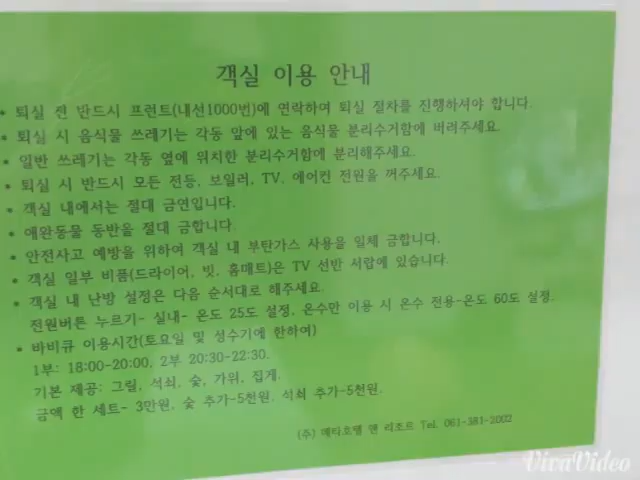 객실 이용 안내
• 퇴실 전 반드시 프런트(내선1000번)에 연락하여 퇴실 절차를 진행하셔야 합니다.
• 퇴실 시 음식물 쓰레기는 각동 앞에 있는 음식물 분리수거함에 버려주세요.
• 일반 쓰레기는 각동 옆에 위치한 분리수거함에 분리해주세요.
• 퇴실 시 반드시 모든 전등, 보일러, TV, 에어컨 전원을 꺼주세요.
• 객실 내에서는 절대 금연입니다.
• 애완동물 동반을 절대 금합니다.
• 안전사고 예방을 위하여 객실 내 부탄가스 사용을 일체 금합니다.
• 객실 일부 비품(드라이어, 빗, 홈매트)은 TV 선반 서랍에 있습니다.
• 객실 내 난방 설정은 다음 순서대로 해주세요.
전원버튼 누르기- 실내- 온도 25도 설정, 온수만 이용 시 온수 전용-온도 60도 설정.
• 바비큐 이용시간(토요일 및 성수기에 한하여)
1부: 18:00-20:00, 2부 20:30-22:30.
기본 제공: 그릴, 석쇠, 숯, 가위, 집게.
금액 한 세트- 3만원, 숯 추가-5천원, 석쇠 추가-5천원.
(주) 메타호텔 앤 리조트 Tel. 061-381-2002
VivaVideo